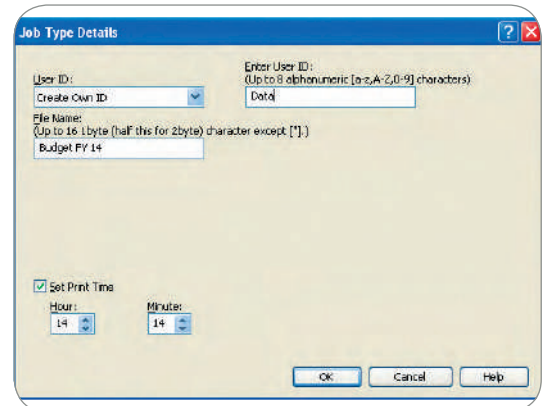 Job Type Details
User ID:
Create Own ID
Enter User ID:
(Up to 8 alphanumeric [a-z,A-Z,0-9] characters)
Data
File Name:
(Up to 16 1byte (half this for 2byte) character except [*].)
Budget FY 14
Set Print Time
Hour:
Minute:
14
14
OK
Cancel
Help